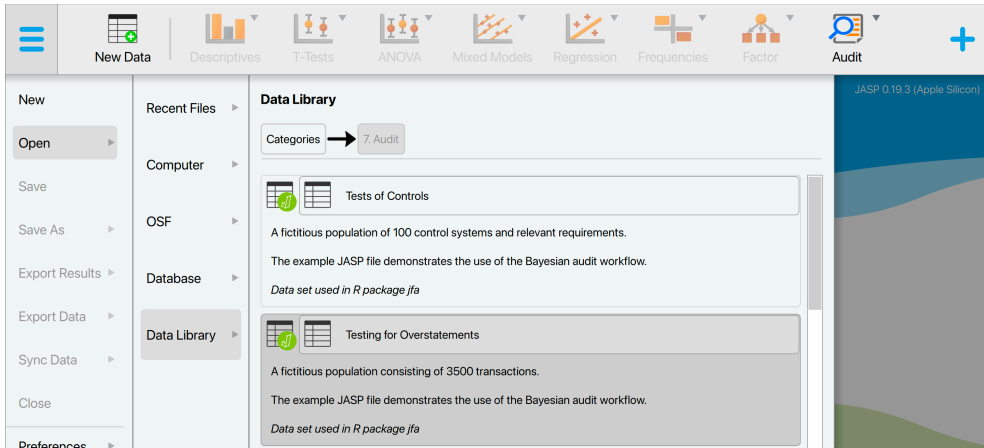 New Data
Descriptives
T-Tests
ANOVA
Mixed Models
Regression
Frequencies
Factor
Audit
JASP 0.19.3 (Apple Silicon)
New
Open
Save
Save As
Export Results
Export Data
Sync Data
Close
Preferences
Recent Files
Computer
OSF
Database
Data Library
Data Library
Categories
7. Audit
Tests of Controls
A fictitious population of 100 control systems and relevant requirements.
The example JASP file demonstrates the use of the Bayesian audit workflow.
Data set used in R package jfa
Testing for Overstatements
A fictitious population consisting of 3500 transactions.
The example JASP file demonstrates the use of the Bayesian audit workflow.
Data set used in R package jfa